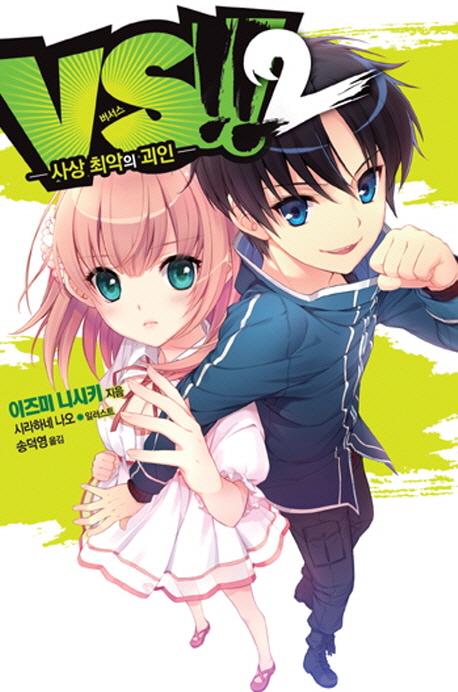 VS!!! 2
버서스
사상 최악의 괴인
이즈미 니시키 지음
시라하네 나오 ● 일러스트
송덕영 옮김